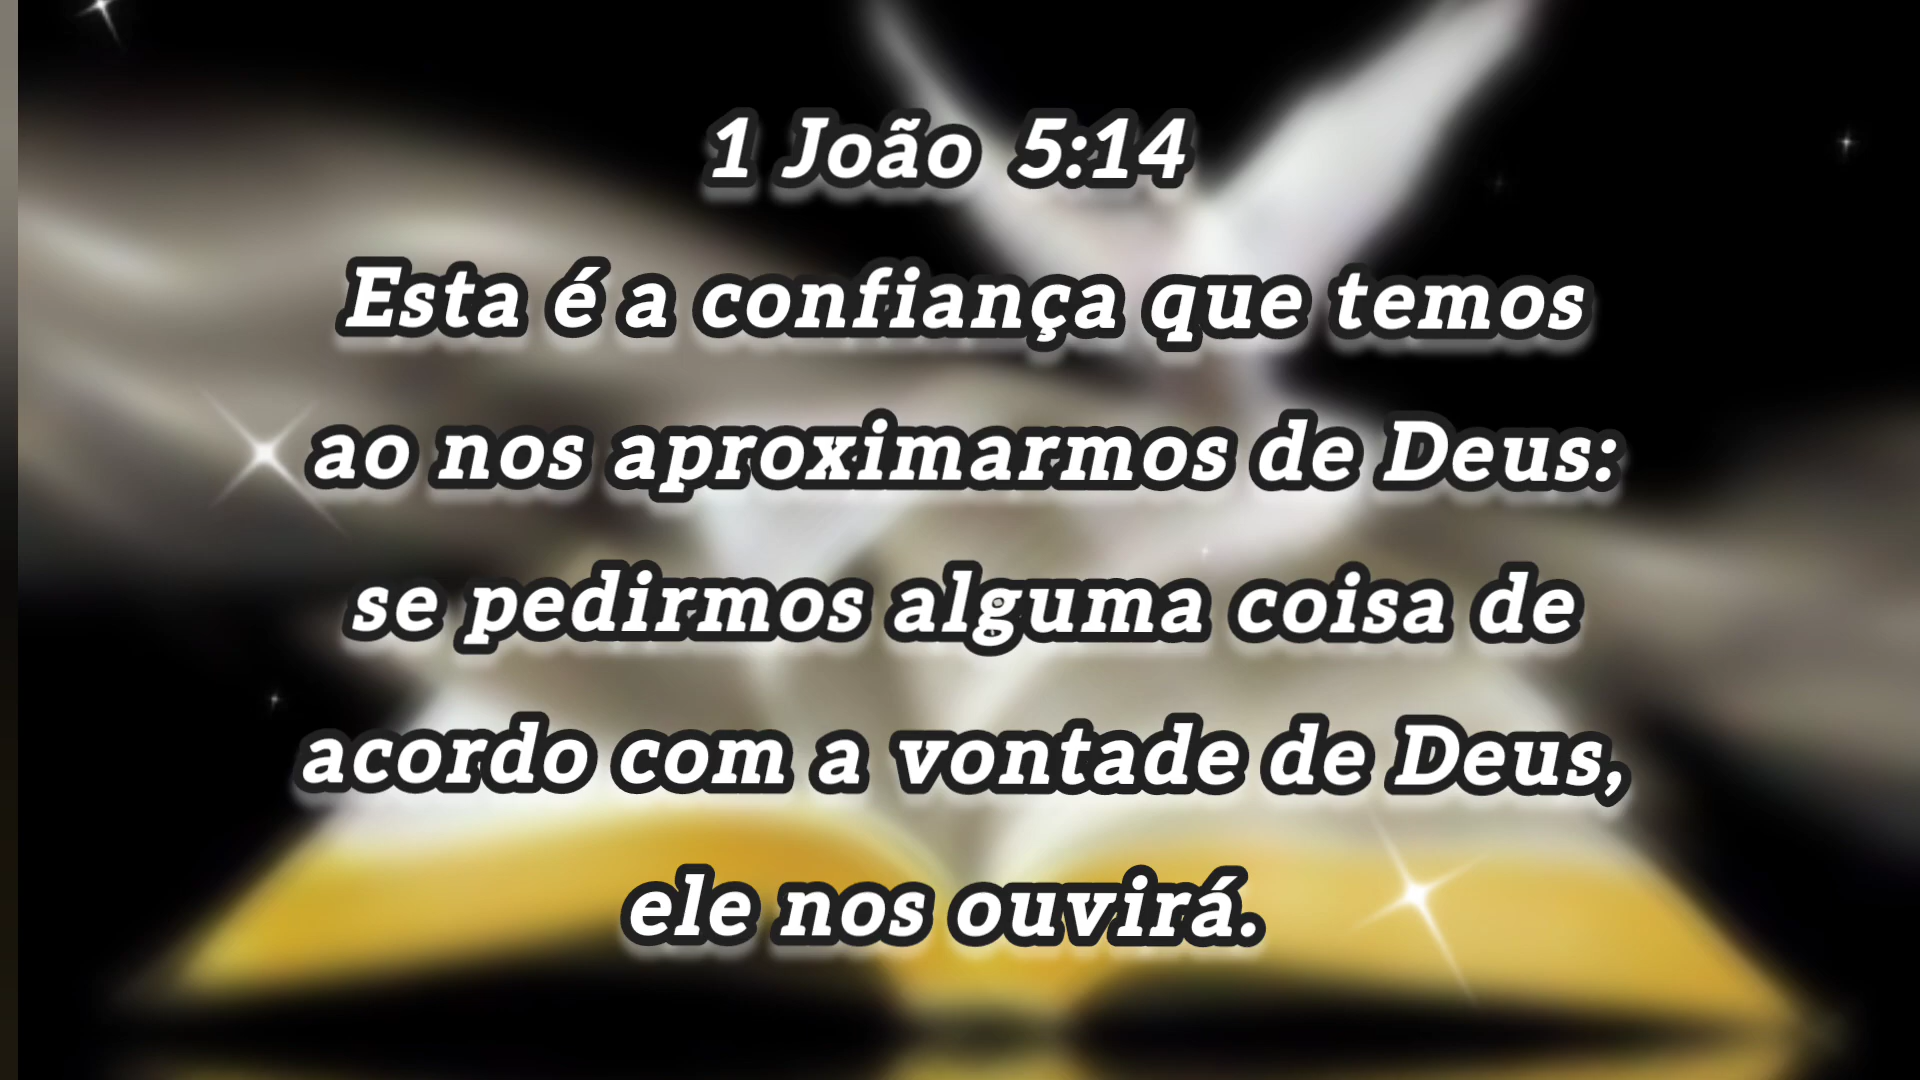 1 João 5:14
Esta é a confiança que temos
ao nos aproximarmos de Deus:
se pedirmos alguma coisa de
acordo com a vontade de Deus,
ele nos ouvirá.